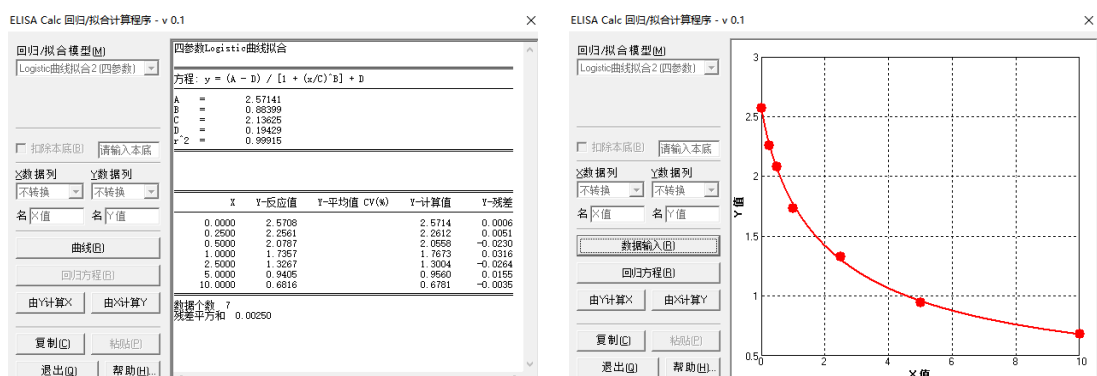 ELISA Calc 回归/拟合计算程序 - v 0.1
回归/拟合模型(M)
Logistic曲线拟合2 (四参数)
扣除本底(B) 请输入本底
X数据列 Y数据列
不转换 不转换
名 X值 名 Y值
曲线(P)
回归方程(R)
由Y计算X 由X计算Y
复制(C) 粘贴(P)
退出(Q) 帮助(H)...
四参数Logistic曲线拟合
方程: y = (A - D) / [1 + (x/C)^B] + D
A = 2.57141
B = 0.88399
C = 2.13625
D = 0.19429
r^2 = 0.99915
X Y-反应值 Y-平均值 CV(%) Y-计算值 Y-残差
0.0000 2.5708 2.5714 0.0006
0.2500 2.2561 2.2612 0.0051
0.5000 2.0787 2.0558 -0.0230
1.0000 1.7357 1.7673 0.0316
2.5000 1.3267 1.3004 -0.0264
5.0000 0.9405 0.9560 0.0155
10.0000 0.6816 0.6781 -0.0035
数据个数 7
残差平方和 0.00250
ELISA Calc 回归/拟合计算程序 - v 0.1
回归/拟合模型(M)
Logistic曲线拟合2 (四参数)
扣除本底(B) 请输入本底
X数据列 Y数据列
不转换 不转换
名 X值 名 Y值
数据输入(R)
回归方程(R)
由Y计算X 由X计算Y
复制(C) 粘贴(P)
退出(Q) 帮助(H)...
3
2.5
2
1.5
1
0.5
Y值
0 2 4 6 8 10
X值